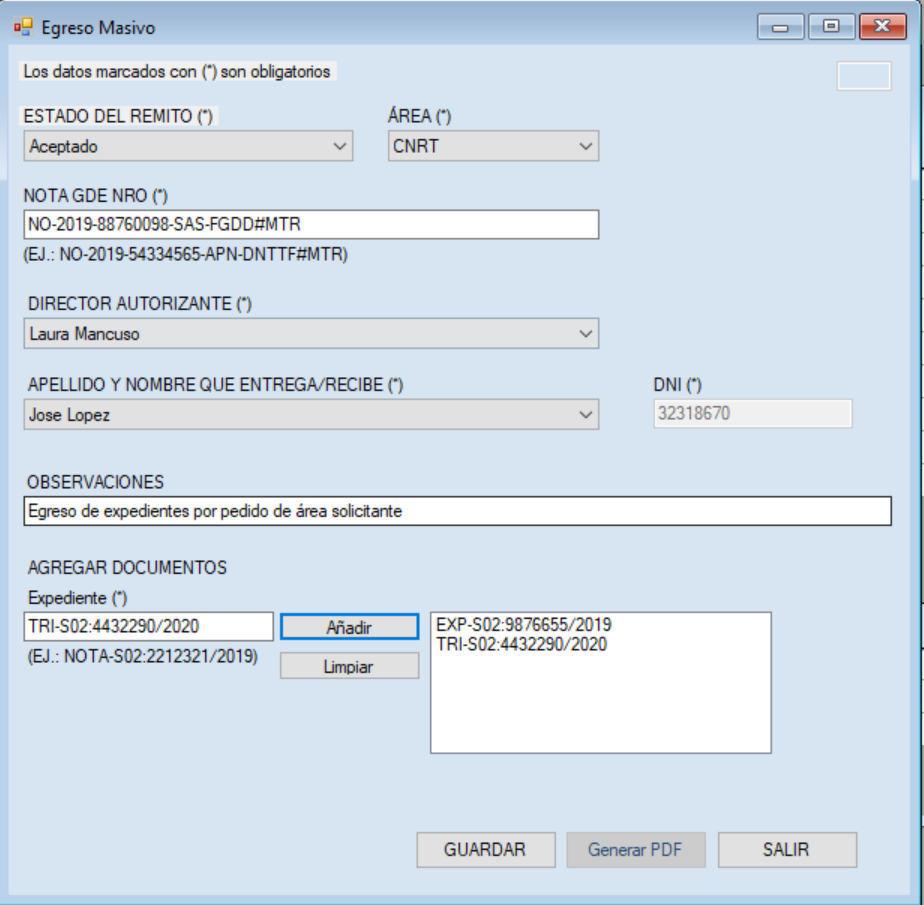 Egreso Masivo
Los datos marcados con (*) son obligatorios
ESTADO DEL REMITO (*) ÁREA (*)
Aceptado CNRT
NOTA GDE NRO (*)
NO-2019-88760098-SAS-FGDD#MTR
(EJ.: NO-2019-54334565-APN-DNTTF#MTR)
DIRECTOR AUTORIZANTE (*)
Laura Mancuso
APELLIDO Y NOMBRE QUE ENTREGA/RECIBE (*) DNI (*)
Jose Lopez 32318670
OBSERVACIONES
Egreso de expedientes por pedido de área solicitante
AGREGAR DOCUMENTOS
Expediente (*)
TRI-S02:4432290/2020 Añadir EXP-S02:9876655/2019
TRI-S02:4432290/2020
(EJ.: NOTA-S02:2212321/2019) Limpiar
GUARDAR Generar PDF SALIR